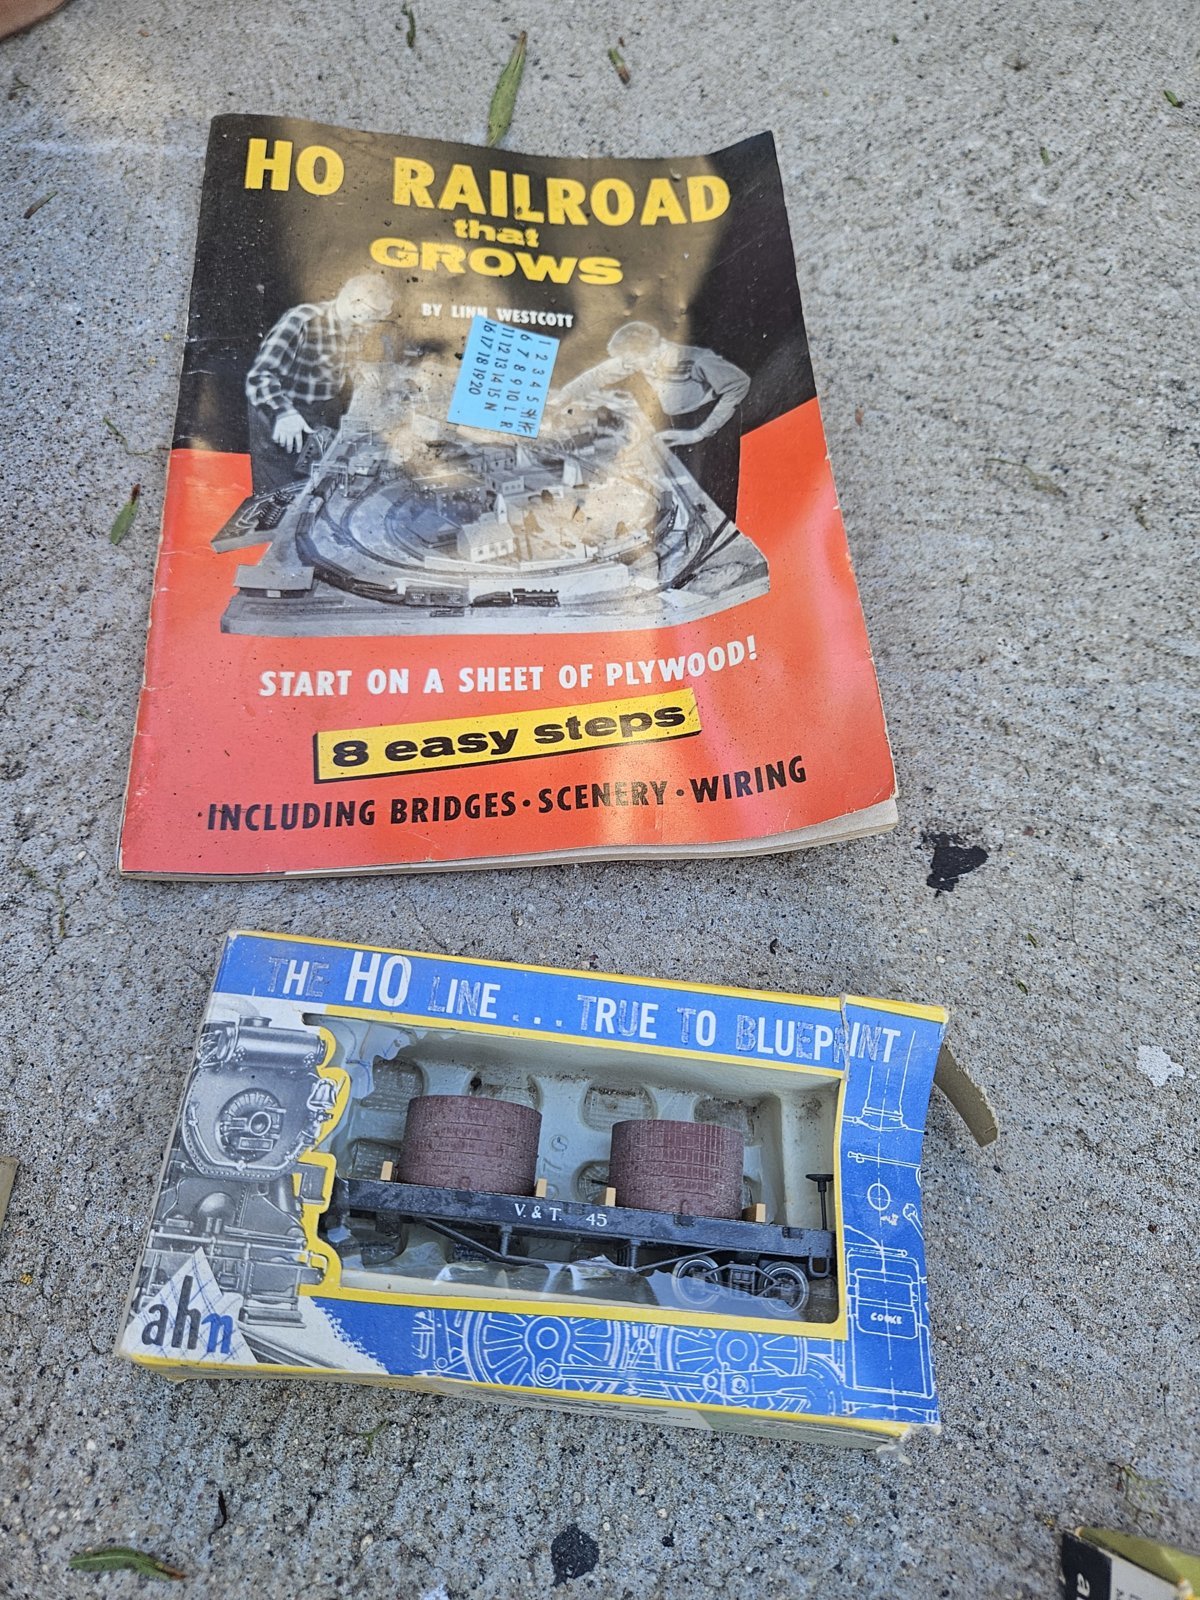 HO RAILROAD
that
GROWS
BY LINN WESTCOTT
1 2 3 4 5
6 7 8 9 10 L R
11 12 13 14 15 N
16 17 18 19 20
START ON A SHEET OF PLYWOOD!
8 easy steps
INCLUDING BRIDGES · SCENERY · WIRING
THE HO LINE... TRUE TO BLUEPRINT
V. & T. 45
COOKE
ahm
a